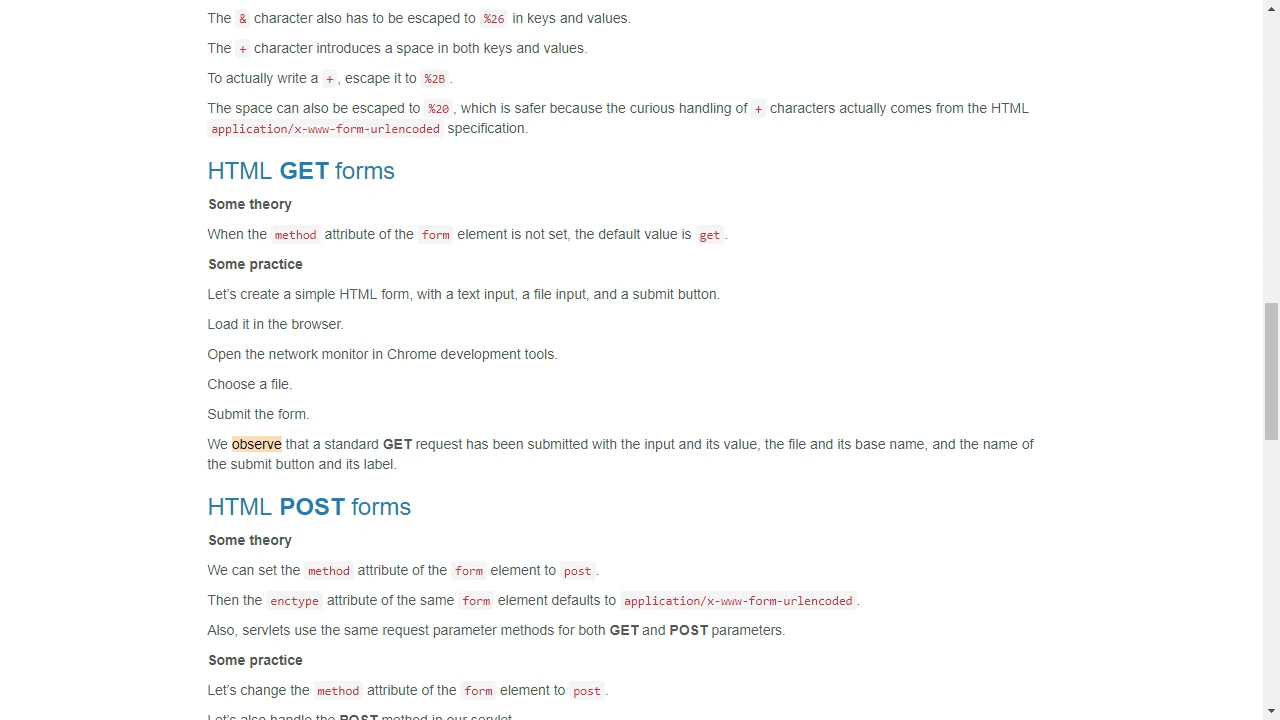 The & character also has to be escaped to %26 in keys and values.
The + character introduces a space in both keys and values.
To actually write a +, escape it to %2B.
The space can also be escaped to %20, which is safer because the curious handling of + characters actually comes from the HTML
application/x-www-form-urlencoded specification.
HTML GET forms
Some theory
When the method attribute of the form element is not set, the default value is get.
Some practice
Let's create a simple HTML form, with a text input, a file input, and a submit button.
Load it in the browser.
Open the network monitor in Chrome development tools.
Choose a file.
Submit the form.
We observe that a standard GET request has been submitted with the input and its value, the file and its base name, and the name of
the submit button and its label.
HTML POST forms
Some theory
We can set the method attribute of the form element to post.
Then the enctype attribute of the same form element defaults to application/x-www-form-urlencoded.
Also, servlets use the same request parameter methods for both GET and POST parameters.
Some practice
Let's change the method attribute of the form element to post.
Let's also handle the POST method in our servlet